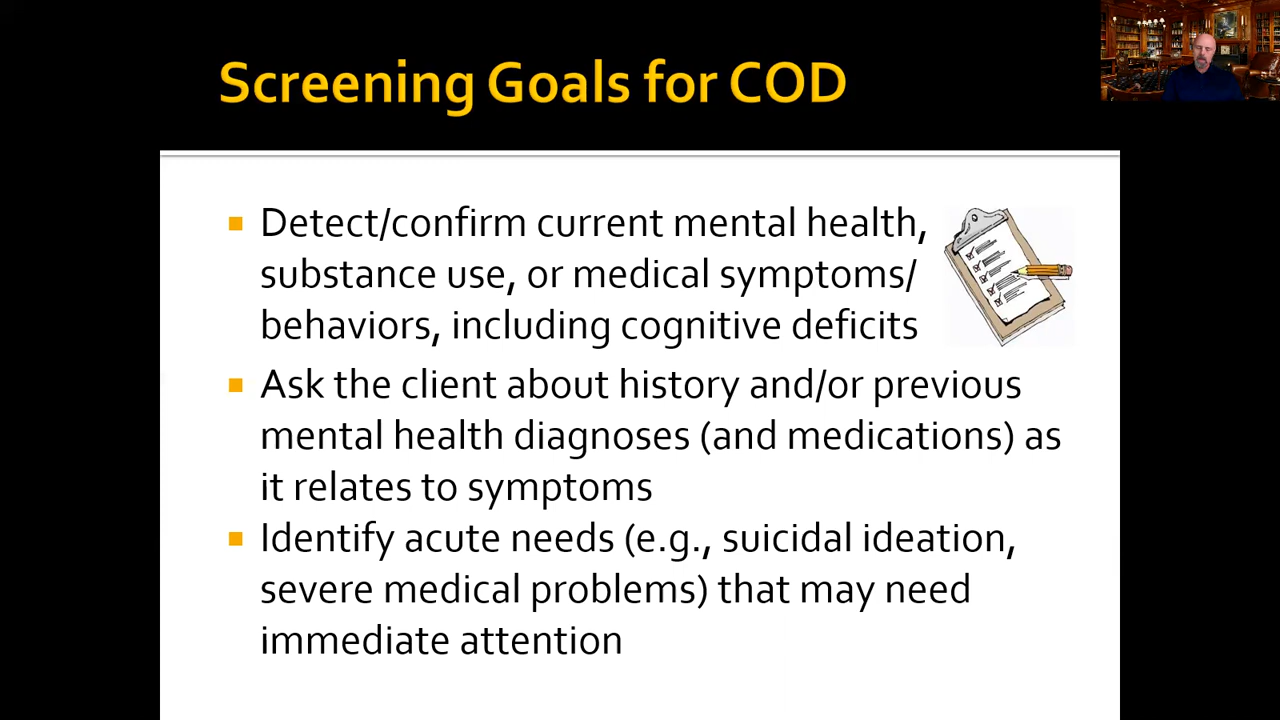 Screening Goals for COD
Detect/confirm current mental health,
substance use, or medical symptoms/
behaviors, including cognitive deficits
Ask the client about history and/or previous
mental health diagnoses (and medications) as
it relates to symptoms
Identify acute needs (e.g., suicidal ideation,
severe medical problems) that may need
immediate attention